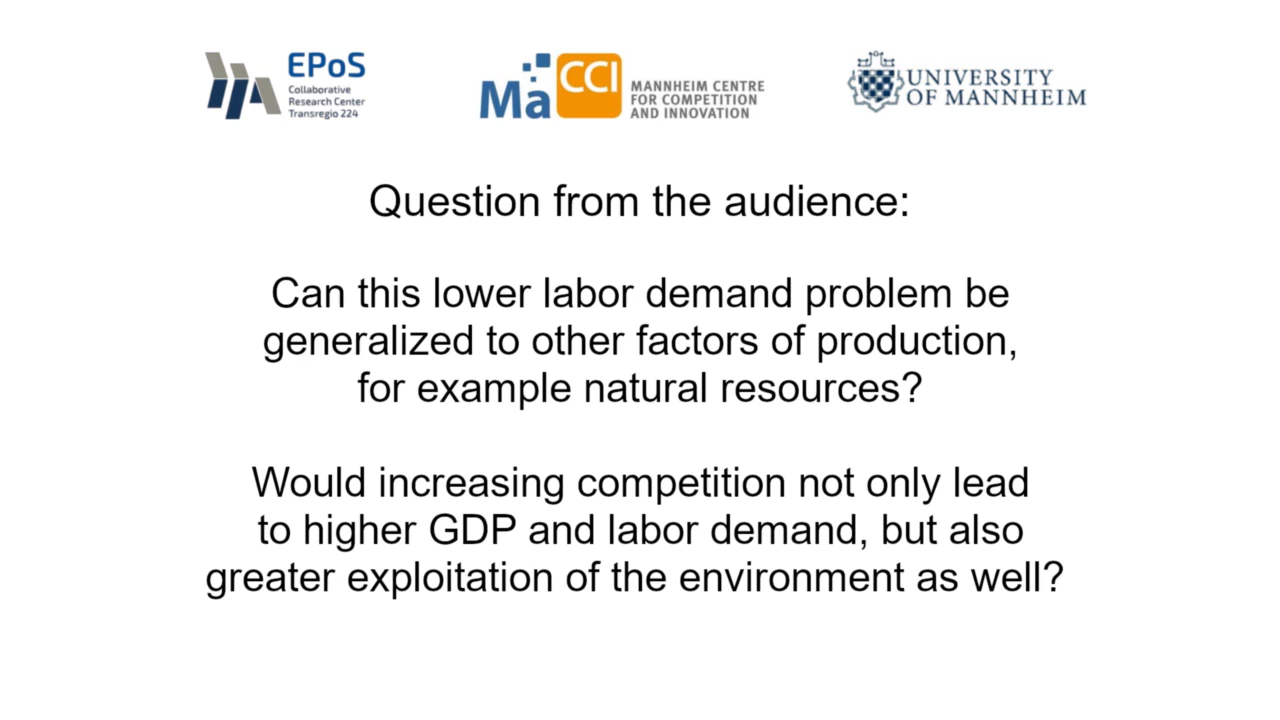 EPoS
Collaborative
Research Center
Transregio 224
Ma CCI
MANNHEIM CENTRE
FOR COMPETITION
AND INNOVATION
UNIVERSITY
OF MANNHEIM
Question from the audience:
Can this lower labor demand problem be
generalized to other factors of production,
for example natural resources?
Would increasing competition not only lead
to higher GDP and labor demand, but also
greater exploitation of the environment as well?